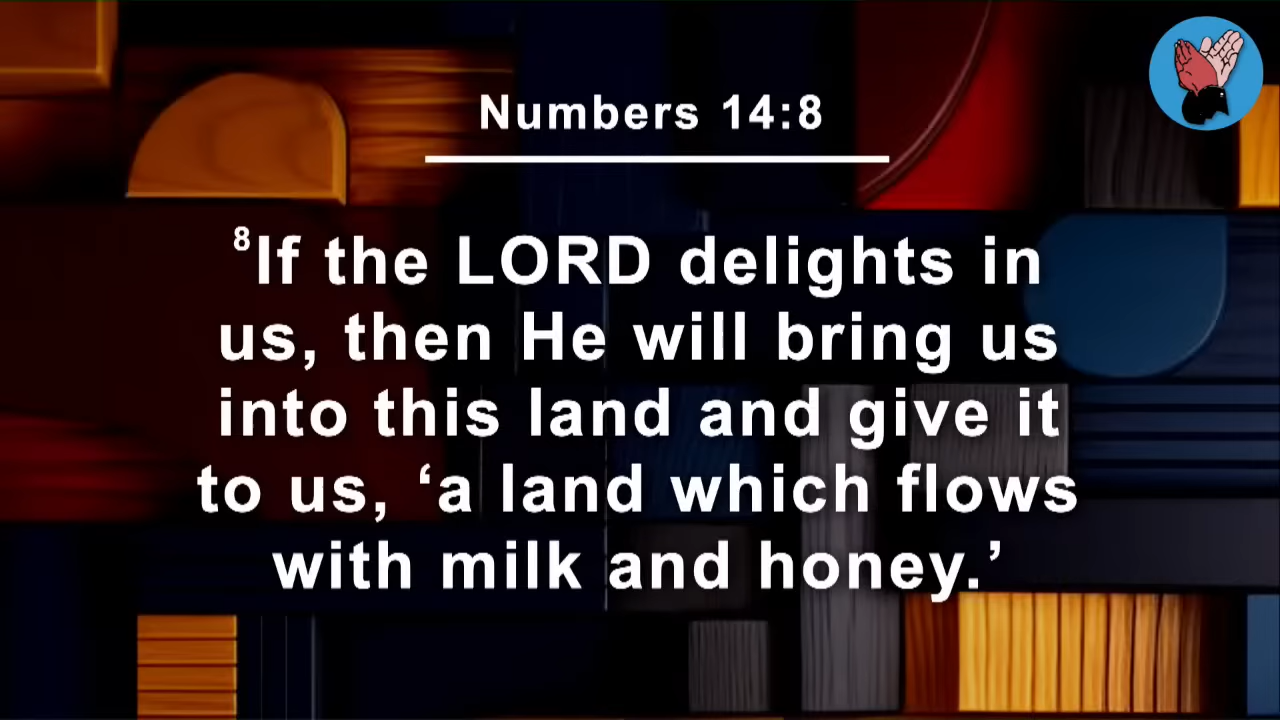 Numbers 14:8
⁸If the LORD delights in
us, then He will bring us
into this land and give it
to us, ‘a land which flows
with milk and honey.’